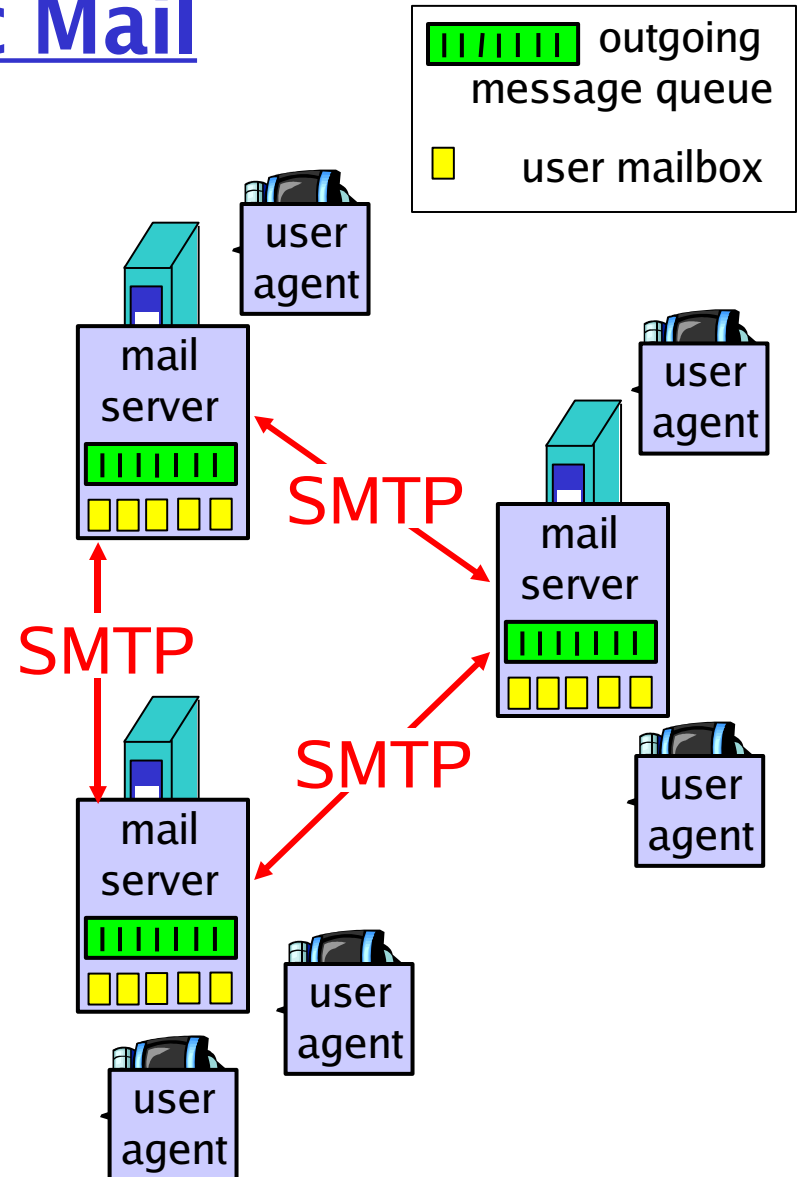 c Mail
outgoing
message queue
user mailbox
user
agent
mail
server
user
agent
SMTP
mail
server
SMTP
SMTP
user
agent
mail
server
user
agent
user
agent